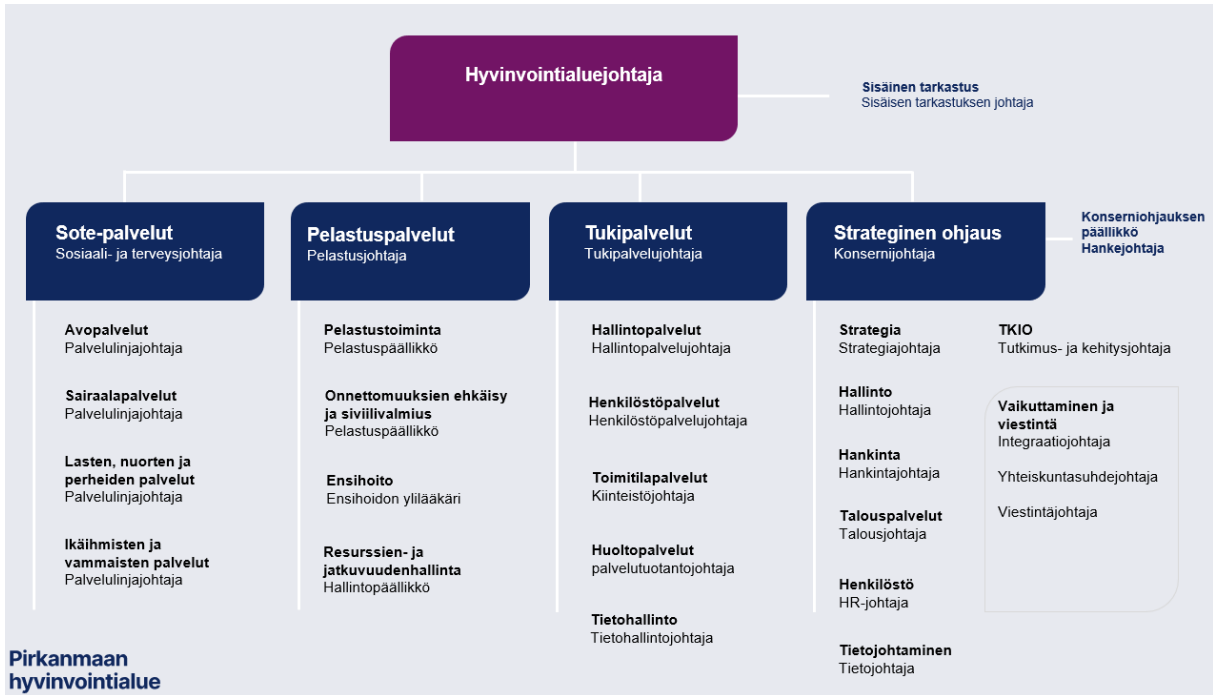 Hyvinvointialuejohtaja
Sisäinen tarkastus
Sisäisen tarkastuksen johtaja
Sote-palvelut
Sosiaali- ja terveysjohtaja
Pelastuspalvelut
Pelastusjohtaja
Tukipalvelut
Tukipalvelujohtaja
Strateginen ohjaus
Konsernijohtaja
Konserniohjauksen
päällikkö
Hankejohtaja
Avopalvelut
Palvelulinjajohtaja
Sairaalapalvelut
Palvelulinjajohtaja
Lasten, nuorten ja
perheiden palvelut
Palvelulinjajohtaja
Ikäihmisten ja
vammaisten palvelut
Palvelulinjajohtaja
Pelastustoiminta
Pelastuspäällikkö
Onnettomuuksien ehkäisy
ja siviilivalmius
Pelastuspäällikkö
Ensihoito
Ensihoidon ylilääkäri
Resurssien- ja
jatkuvuudenhallinta
Hallintopäällikkö
Hallintopalvelut
Hallintopalvelujohtaja
Henkilöstöpalvelut
Henkilöstöpalvelujohtaja
Toimitilapalvelut
Kiinteistöjohtaja
Huoltopalvelut
palvelutuotantojohtaja
Tietohallinto
Tietohallintojohtaja
Strategia
Strategiajohtaja
Hallinto
Hallintojohtaja
Hankinta
Hankintajohtaja
Talouspalvelut
Talousjohtaja
Henkilöstö
HR-johtaja
Tietojohtaminen
Tietojohtaja
TKIO
Tutkimus- ja kehitysjohtaja
Vaikuttaminen ja
viestintä
Integraatiojohtaja
Yhteiskuntasuhdejohtaja
Viestintäjohtaja
Pirkanmaan
hyvinvointialue